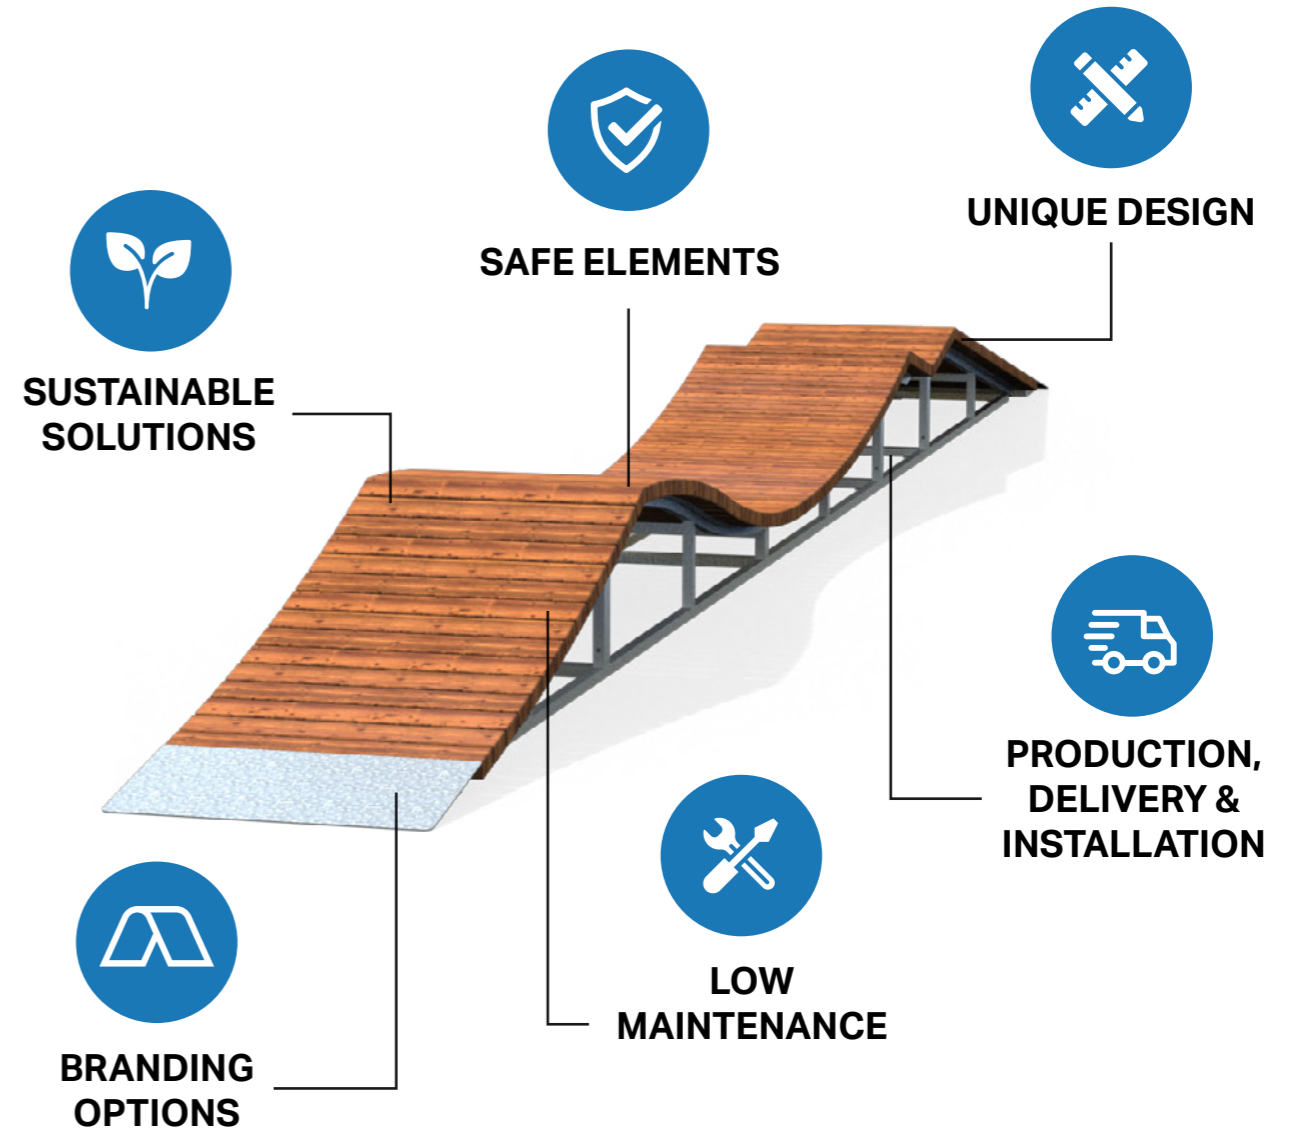 UNIQUE DESIGN
SAFE ELEMENTS
SUSTAINABLE
SOLUTIONS
PRODUCTION,
DELIVERY &
INSTALLATION
LOW
MAINTENANCE
BRANDING
OPTIONS